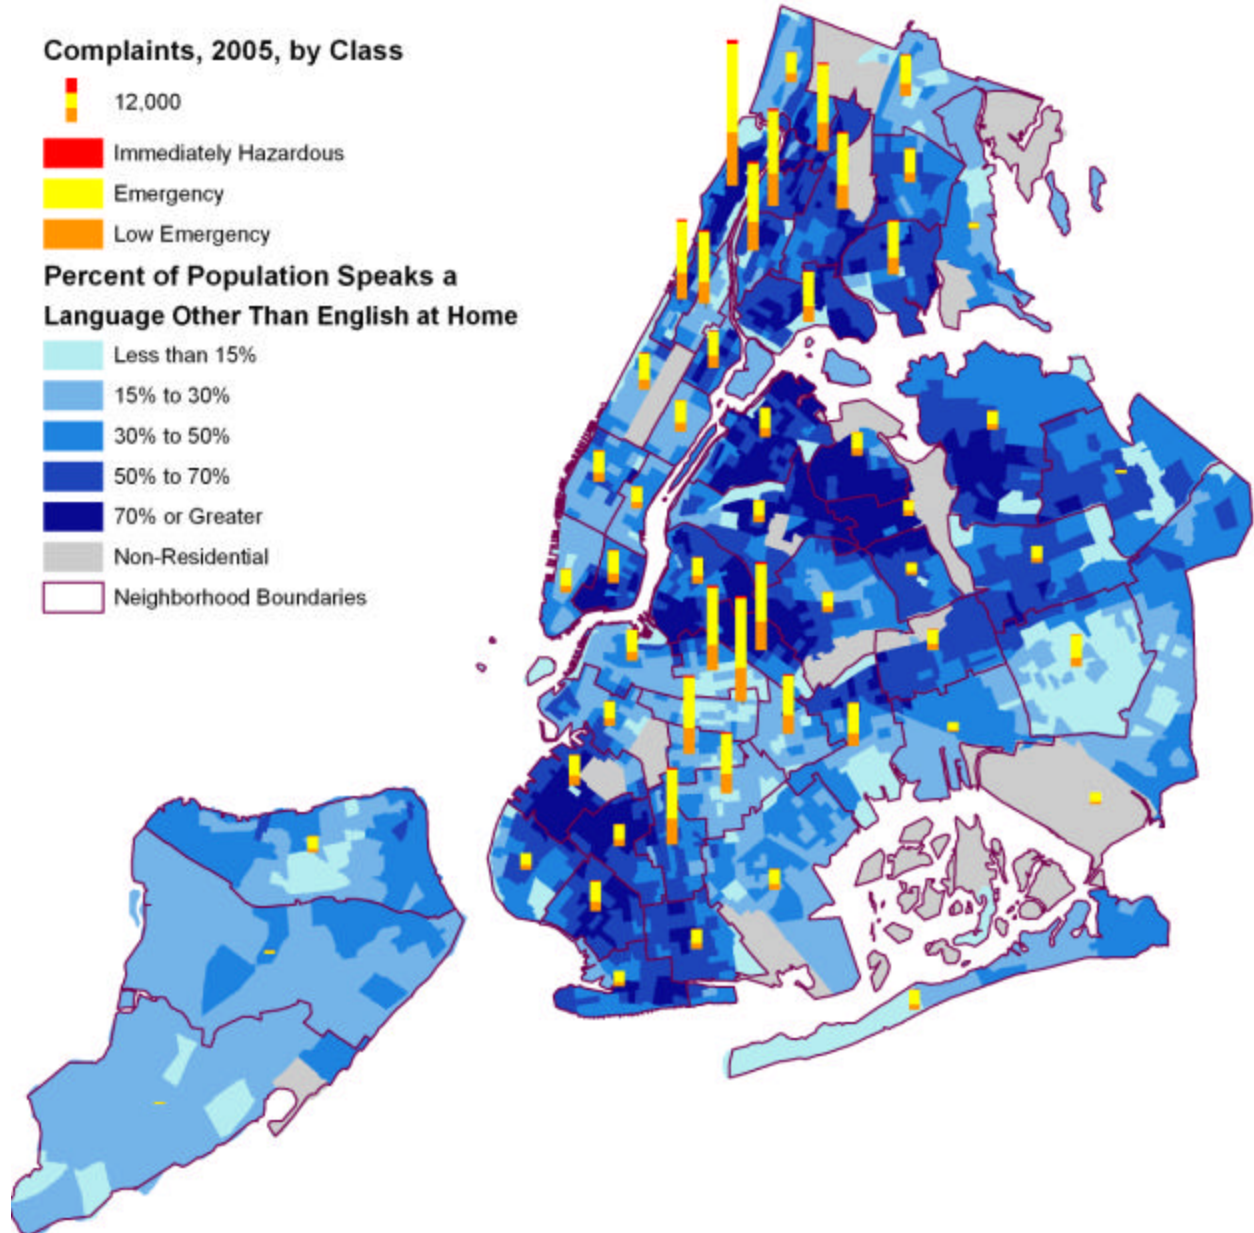 Complaints, 2005, by Class
12,000
Immediately Hazardous
Emergency
Low Emergency
Percent of Population Speaks a
Language Other Than English at Home
Less than 15%
15% to 30%
30% to 50%
50% to 70%
70% or Greater
Non-Residential
Neighborhood Boundaries